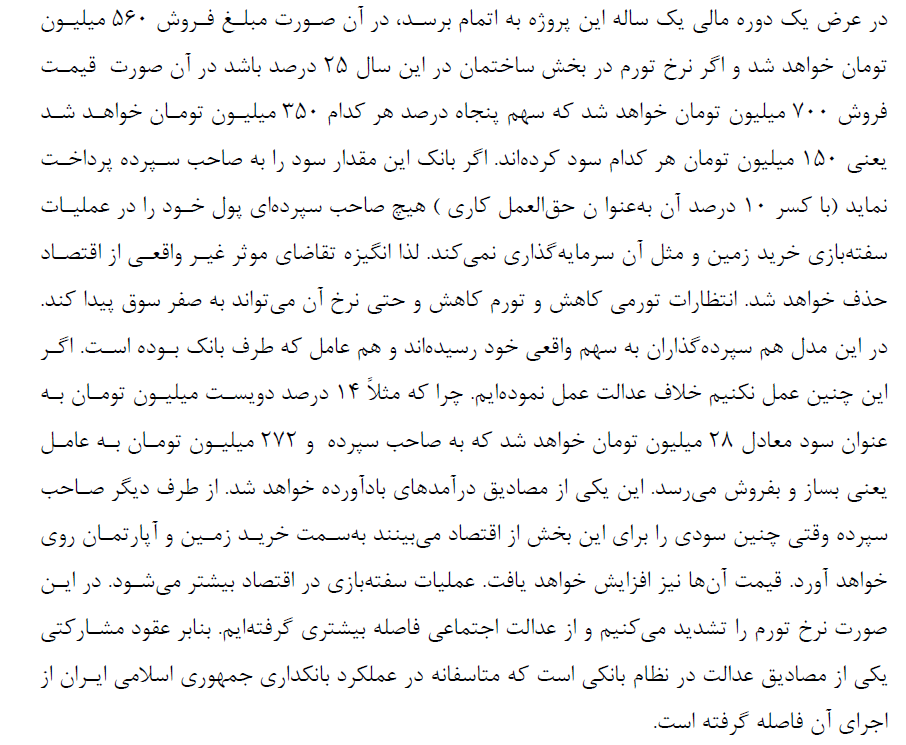 در عرض یک دوره مالی یک ساله این پروژه به اتمام برسد، در آن صورت مبلغ فروش ۵۶۰ میلیون
تومان خواهد شد و اگر نرخ تورم در بخش ساختمان در این سال ۲۵ درصد باشد در آن صورت قیمت
فروش ۷۰۰ میلیون تومان خواهد شد که سهم پنجاه درصد هر کدام ۳۵۰ میلیون تومان خواهد شد
یعنی ۱۵۰ میلیون تومان هر کدام سود کرده‌اند. اگر بانک این مقدار سود را به صاحب سپرده پرداخت
نماید (با کسر ۱۰ درصد آن به‌عنوا ن حق‌العمل کاری ) هیچ صاحب سپرده‌ای پول خود را در عملیات
سفته‌بازی خرید زمین و مثل آن سرمایه‌گذاری نمی‌کند. لذا انگیزه تقاضای موثر غیر واقعی از اقتصاد
حذف خواهد شد. انتظارات تورمی کاهش و تورم کاهش و حتی نرخ آن می‌تواند به صفر سوق پیدا کند.
در این مدل هم سپرده‌گذاران به سهم واقعی خود رسیده‌اند و هم عامل که طرف بانک بوده است. اگر
این چنین عمل نکنیم خلاف عدالت عمل نموده‌ایم. چرا که مثلاً ۱۴ درصد دویست میلیون تومان به
عنوان سود معادل ۲۸ میلیون تومان خواهد شد که به صاحب سپرده و ۲۷۲ میلیون تومان به عامل
یعنی بساز و بفروش می‌رسد. این یکی از مصادیق درآمدهای بادآورده خواهد شد. از طرف دیگر صاحب
سپرده وقتی چنین سودی را برای این بخش از اقتصاد می‌بینند به‌سمت خرید زمین و آپارتمان روی
خواهد آورد. قیمت آن‌ها نیز افزایش خواهد یافت. عملیات سفته‌بازی در اقتصاد بیشتر می‌شود. در این
صورت نرخ تورم را تشدید می‌کنیم و از عدالت اجتماعی فاصله بیشتری گرفته‌ایم. بنابر عقود مشارکتی
یکی از مصادیق عدالت در نظام بانکی است که متاسفانه در عملکرد بانکداری جمهوری اسلامی ایران از
اجرای آن فاصله گرفته است.